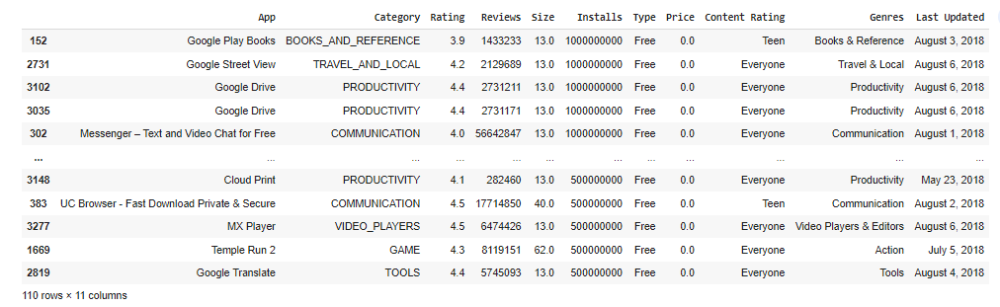 App Category Rating Reviews Size Installs Type Price Content Rating Genres Last Updated
152 Google Play Books BOOKS_AND_REFERENCE 3.9 1433233 13.0 1000000000 Free 0.0 Teen Books & Reference August 3, 2018
2731 Google Street View TRAVEL_AND_LOCAL 4.2 2129689 13.0 1000000000 Free 0.0 Everyone Travel & Local August 6, 2018
3102 Google Drive PRODUCTIVITY 4.4 2731211 13.0 1000000000 Free 0.0 Everyone Productivity August 6, 2018
3035 Google Drive PRODUCTIVITY 4.4 2731171 13.0 1000000000 Free 0.0 Everyone Productivity August 6, 2018
302 Messenger – Text and Video Chat for Free COMMUNICATION 4.0 56642847 13.0 1000000000 Free 0.0 Everyone Communication August 1, 2018
... ... ... ... ... ... ... ... ... ... ... ...
3148 Cloud Print PRODUCTIVITY 4.1 282460 13.0 500000000 Free 0.0 Everyone Productivity May 23, 2018
383 UC Browser - Fast Download Private & Secure COMMUNICATION 4.5 17714850 40.0 500000000 Free 0.0 Teen Communication August 2, 2018
3277 MX Player VIDEO_PLAYERS 4.5 6474426 13.0 500000000 Free 0.0 Everyone Video Players & Editors August 6, 2018
1669 Temple Run 2 GAME 4.3 8119151 62.0 500000000 Free 0.0 Everyone Action July 5, 2018
2819 Google Translate TOOLS 4.4 5745093 13.0 500000000 Free 0.0 Everyone Tools August 4, 2018
110 rows × 11 columns